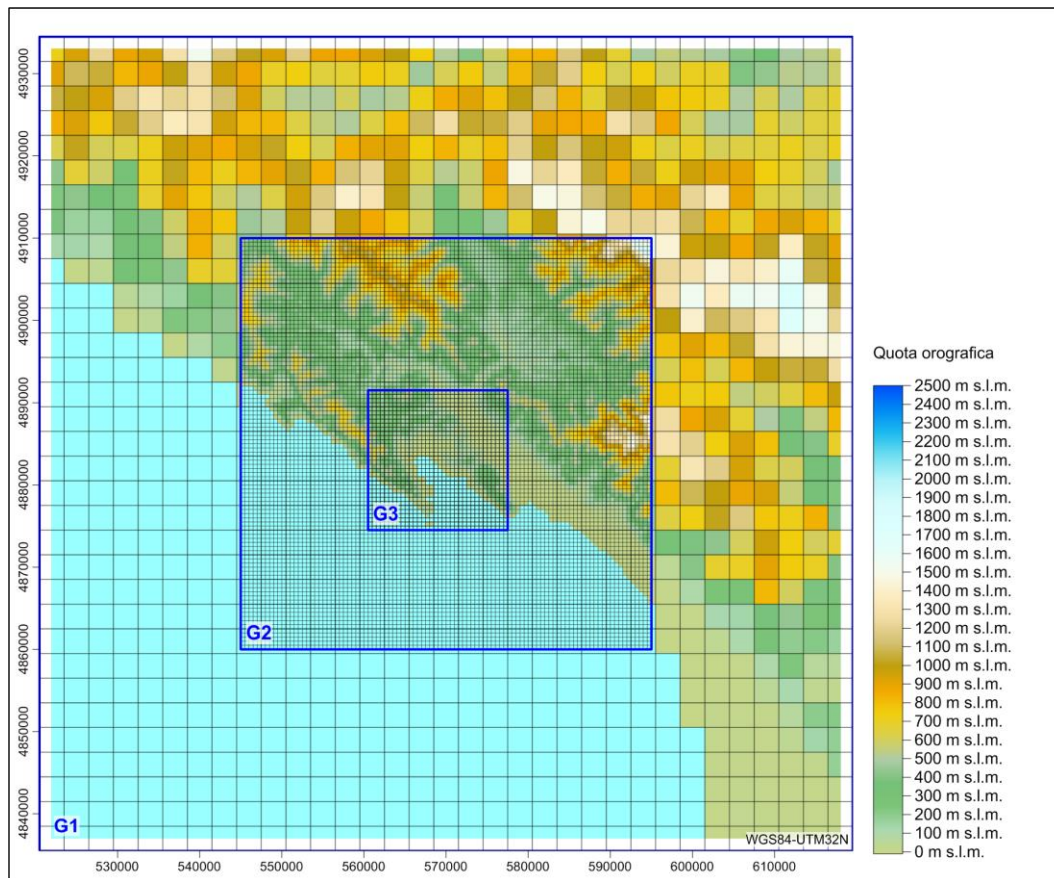 4930000
4920000
4910000
4900000
4890000
4880000
4870000
4860000
4850000
4840000
G3
G2
G1
WGS84-UTM32N
530000 540000 550000 560000 570000 580000 590000 600000 610000
Quota orografica
2500 m s.l.m.
2400 m s.l.m.
2300 m s.l.m.
2200 m s.l.m.
2100 m s.l.m.
2000 m s.l.m.
1900 m s.l.m.
1800 m s.l.m.
1700 m s.l.m.
1600 m s.l.m.
1500 m s.l.m.
1400 m s.l.m.
1300 m s.l.m.
1200 m s.l.m.
1100 m s.l.m.
1000 m s.l.m.
900 m s.l.m.
800 m s.l.m.
700 m s.l.m.
600 m s.l.m.
500 m s.l.m.
400 m s.l.m.
300 m s.l.m.
200 m s.l.m.
100 m s.l.m.
0 m s.l.m.